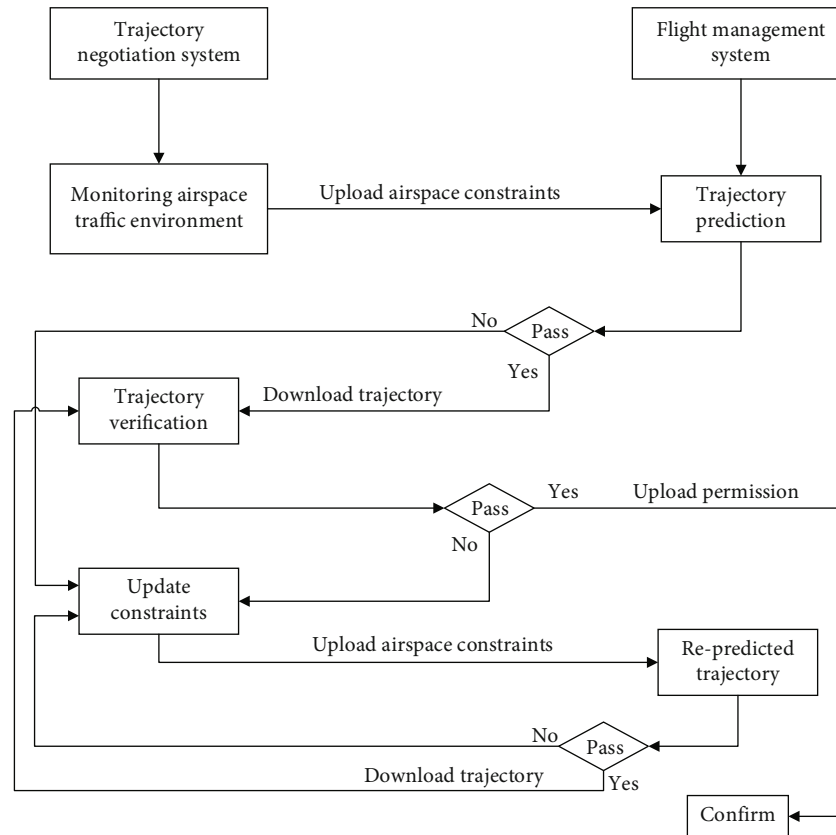 Trajectory
negotiation system
Flight management
system
Monitoring airspace
traffic environment
Upload airspace constraints
Trajectory
prediction
No
Pass
Yes
Trajectory
verification
Download trajectory
Pass
Yes
Upload permission
No
Update
constraints
Upload airspace constraints
Re-predicted
trajectory
No
Pass
Download trajectory
Yes
Confirm